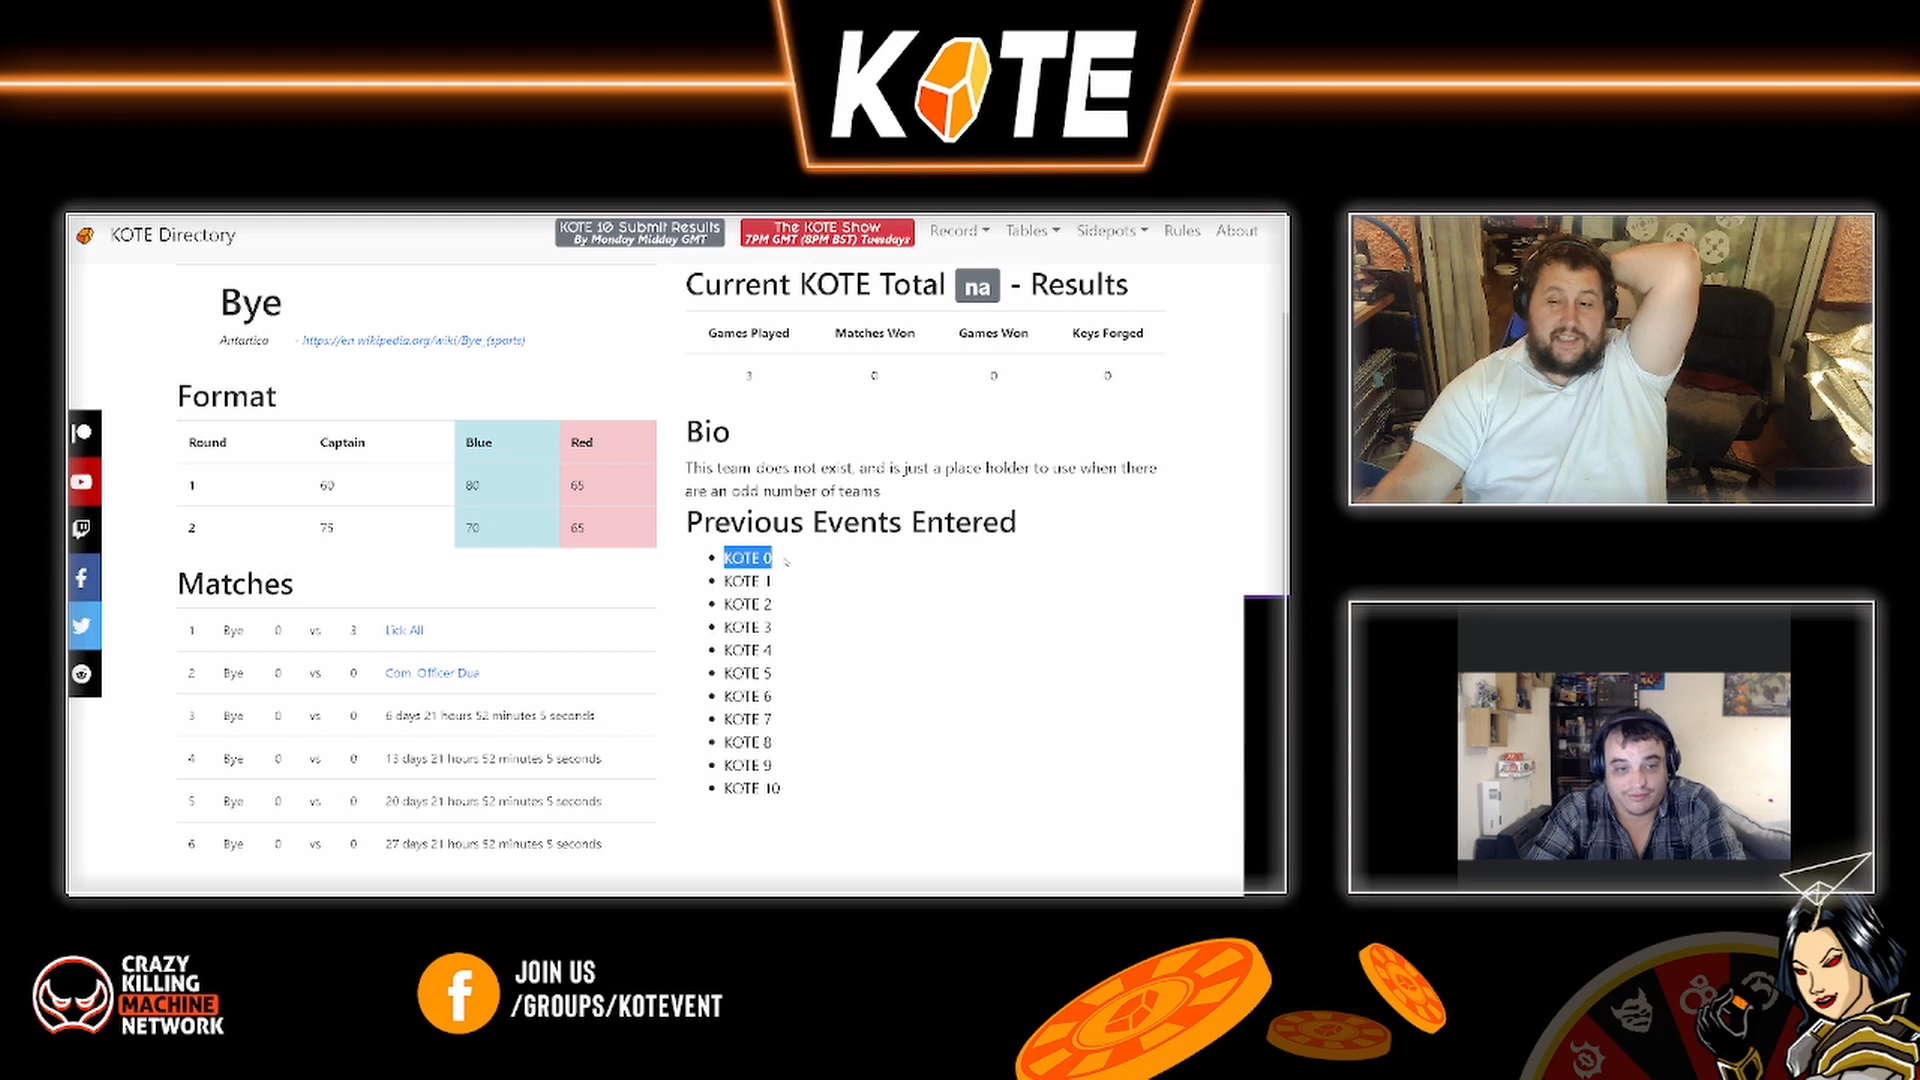 KOTE
KOTE Directory
KOTE 10 Submit Results
By Monday Midday GMT
The KOTE Show
7PM GMT (8PM BST) Tuesdays
Record
Tables
Sidepots
Rules
About
Bye
Antartica - https://en.wikipedia.org/wiki/Bye_(sports)
Format
Round Captain Blue Red
1 60 80 65
2 75 70 65
Matches
1 Bye 0 vs 3 Lick All
2 Bye 0 vs 0 Com. Officer Dua
3 Bye 0 vs 0 6 days 21 hours 52 minutes 5 seconds
4 Bye 0 vs 0 13 days 21 hours 52 minutes 5 seconds
5 Bye 0 vs 0 20 days 21 hours 52 minutes 5 seconds
6 Bye 0 vs 0 27 days 21 hours 52 minutes 5 seconds
Current KOTE Total na - Results
Games Played Matches Won Games Won Keys Forged
3 0 0 0
Bio
This team does not exist, and is just a place holder to use when there
are an odd number of teams
Previous Events Entered
KOTE 0
KOTE 1
KOTE 2
KOTE 3
KOTE 4
KOTE 5
KOTE 6
KOTE 7
KOTE 8
KOTE 9
KOTE 10
CRAZY
KILLING
MACHINE
NETWORK
JOIN US
/GROUPS/KOTEVENT